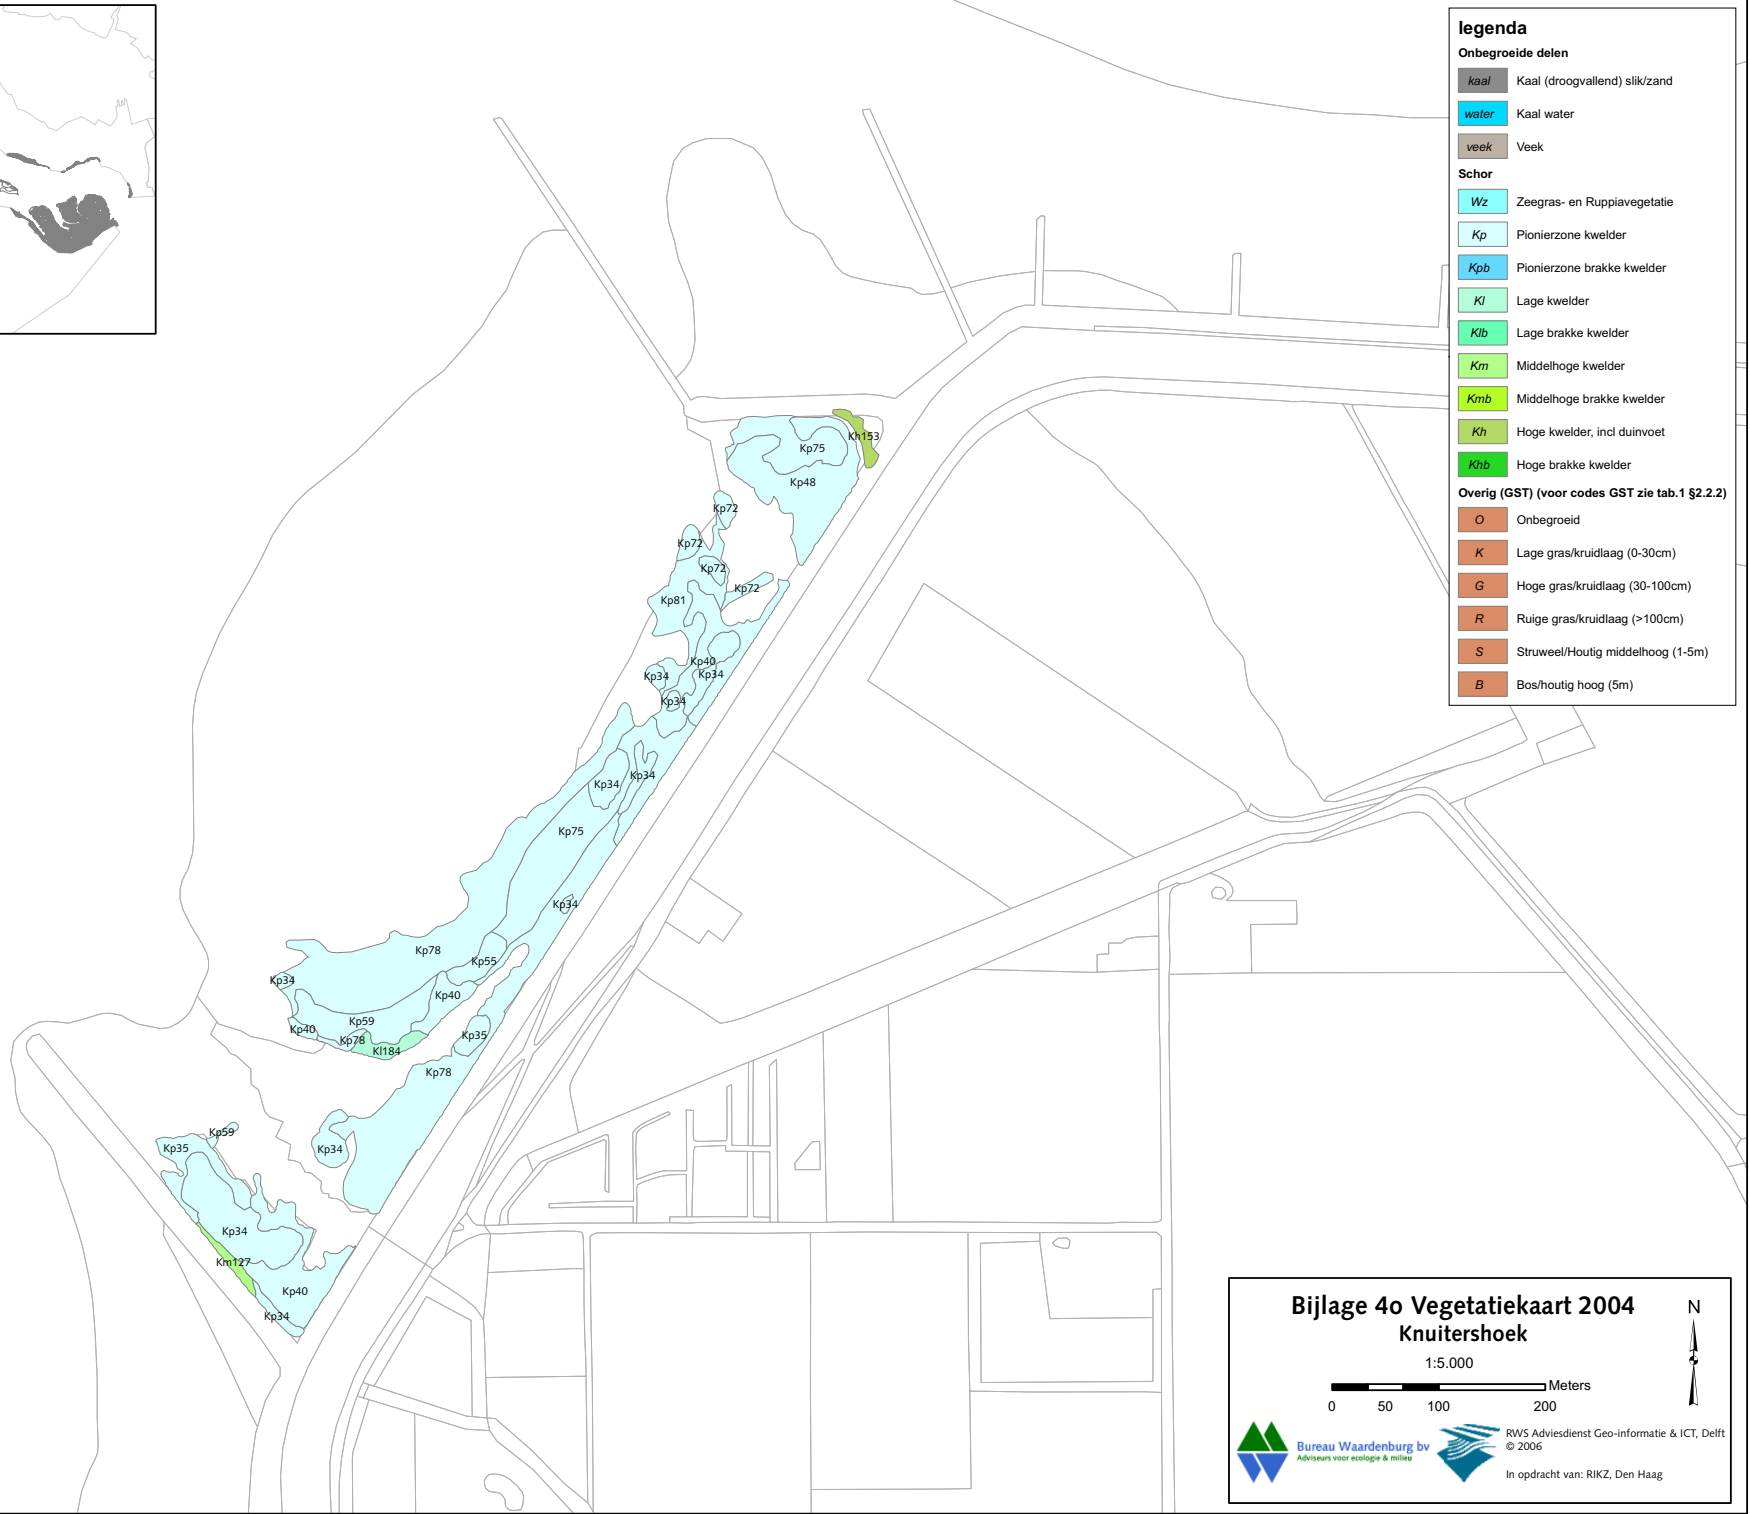 legenda
Onbegroeide delen
kaal Kaal (droogvallend) slik/zand
water Kaal water
veek Veek
Schor
Wz Zeegras- en Ruppiavegetatie
Kp Pionierzone kwelder
Kpb Pionierzone brakke kwelder
Kl Lage kwelder
Klb Lage brakke kwelder
Km Middelhoge kwelder
Kmb Middelhoge brakke kwelder
Kh Hoge kwelder, incl duinvoet
Khb Hoge brakke kwelder
Overig (GST) (voor codes GST zie tab.1 §2.2.2)
O Onbegroeid
K Lage gras/kruidlaag (0-30cm)
G Hoge gras/kruidlaag (30-100cm)
R Ruige gras/kruidlaag (>100cm)
S Struweel/Houtig middelhoog (1-5m)
B Bos/houtig hoog (5m)
Kh153
Kp75
Kp48
Kp72
Kp72
Kp72
Kp72
Kp81
Kp40
Kp34
Kp34
Kp34
Kp34
Kp34
Kp75
Kp34
Kp78
Kp55
Kp34
Kp40
Kp59
Kp40
Kp78
Kl184
Kp35
Kp78
Kp59
Kp35
Kp34
Kp34
Km127
Kp40
Kp34
Bijlage 4o Vegetatiekaart 2004
Knuitershoek
N
1:5.000
Meters
0 50 100 200
Bureau Waardenburg bv
Adviseurs voor ecologie & milieu
RWS Adviesdienst Geo-informatie & ICT, Delft
© 2006
In opdracht van: RIKZ, Den Haag